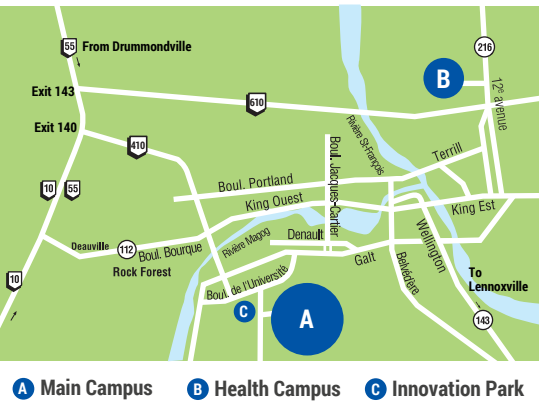 55
From Drummondville
216
B
Exit 143
12e avenue
610
Exit 140
Rivière St-François
410
Boul. Jacques-Cartier
Terrill
10
55
Boul. Portland
King Ouest
King Est
Deauville
112
Boul. Bourque
Rivière Magog
Denault
Wellington
Rock Forest
Galt
Belvédère
10
Boul. de l'Université
To
Lennoxville
C
A
143
A Main Campus
B Health Campus
C Innovation Park